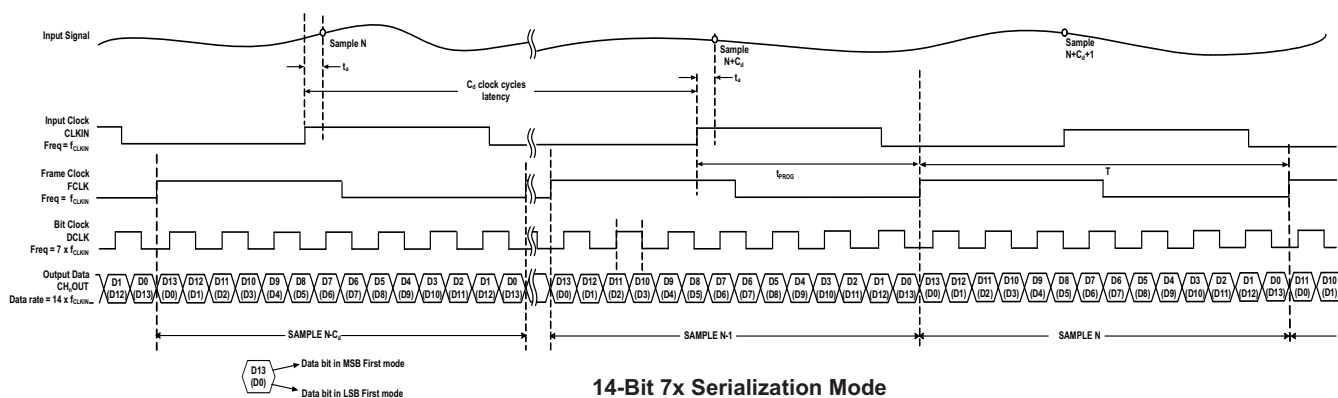 Input Signal
Sample N
Sample
N+Cd
Sample
N+Cd+1
ta
ta
Cd clock cycles
latency
Input Clock
CLKIN
Freq = fCLKIN
tPROG
T
Frame Clock
FCLK
Freq = fCLKIN
Bit Clock
DCLK
Freq = 7 x fCLKIN
Output Data
CHnOUT
Data rate = 14 x fCLKIN
D1 D0 D13 D12 D11 D10 D9 D8 D7 D6 D5 D4 D3 D2 D1 D0 D13 D12 D11 D10 D9 D8 D7 D6 D5 D4 D3 D2 D1 D0 D13 D12 D11 D10 D9 D8 D7 D6 D5 D4 D3 D2 D1 D0 D11 D10
(D12) (D13) (D0) (D1) (D2) (D3) (D4) (D5) (D6) (D7) (D8) (D9) (D10) (D11) (D12) (D13) (D0) (D1) (D2) (D3) (D4) (D5) (D6) (D7) (D8) (D9) (D10) (D11) (D12) (D13) (D0) (D1) (D2) (D3) (D4) (D5) (D6) (D7) (D8) (D9) (D10) (D11) (D12) (D13) (D0) (D1)
SAMPLE N-Cd
SAMPLE N-1
SAMPLE N
D13
(D0)
Data bit in MSB First mode
Data bit in LSB First mode
14-Bit 7x Serialization Mode